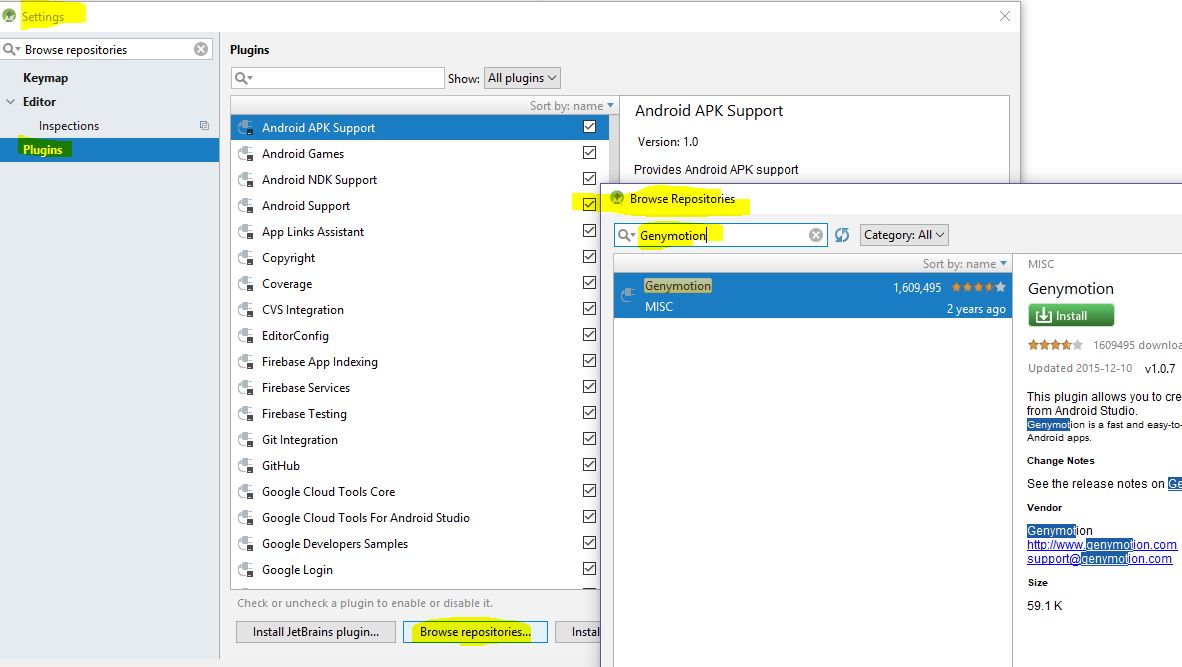 Settings
Browse repositories
Keymap
Editor
Inspections
Plugins
Plugins
Show: All plugins
Sort by: name
Android APK Support
Android Games
Android NDK Support
Android Support
App Links Assistant
Copyright
Coverage
CVS Integration
EditorConfig
Firebase App Indexing
Firebase Services
Firebase Testing
Git Integration
GitHub
Google Cloud Tools Core
Google Cloud Tools For Android Studio
Google Developers Samples
Google Login
Check or uncheck a plugin to enable or disable it.
Install JetBrains plugin...
Browse repositories...
Instal
Android APK Support
Version: 1.0
Provides Android APK support
Browse Repositories
Genymotion
Category: All
Sort by: name
Genymotion 1,609,495
MISC 2 years ago
MISC
Genymotion
Install
1609495 downloa
Updated 2015-12-10 v1.0.7
This plugin allows you to cre
from Android Studio.
Genymotion is a fast and easy-to-
Android apps.
Change Notes
See the release notes on Ge
Vendor
Genymotion
http://www.genymotion.com
support@genymotion.com
Size
59.1 K